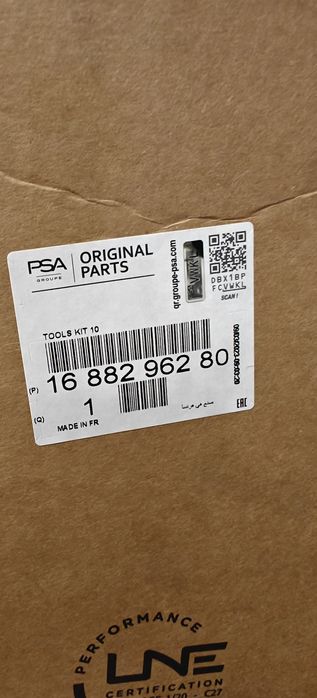 PSA
GROUPE
ORIGINAL
PARTS
qr.groupe-psa.com
VWKL
DBX1BP
FCVWKL
SCAN !
TOOLS KIT 10
(P)
16 882 962 80
(Q)
1
MADE IN FR
صنع في فرنسا
EAC
PERFORMANCE
LNE
CERTIFICATION